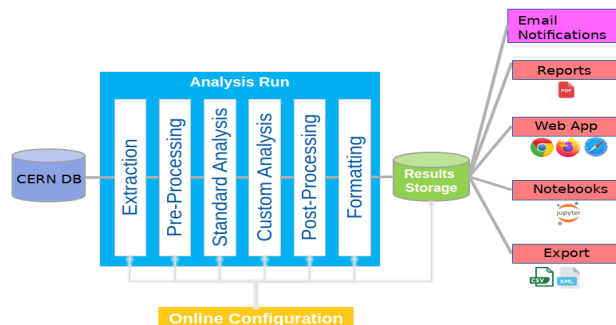 Email
Notifications
Analysis Run
Reports
PDF
Web App
CERN DB
Extraction
Pre-Processing
Standard Analysis
Custom Analysis
Post-Processing
Formatting
Results
Storage
Notebooks
jupyter
Export
CSV
XML
Online Configuration